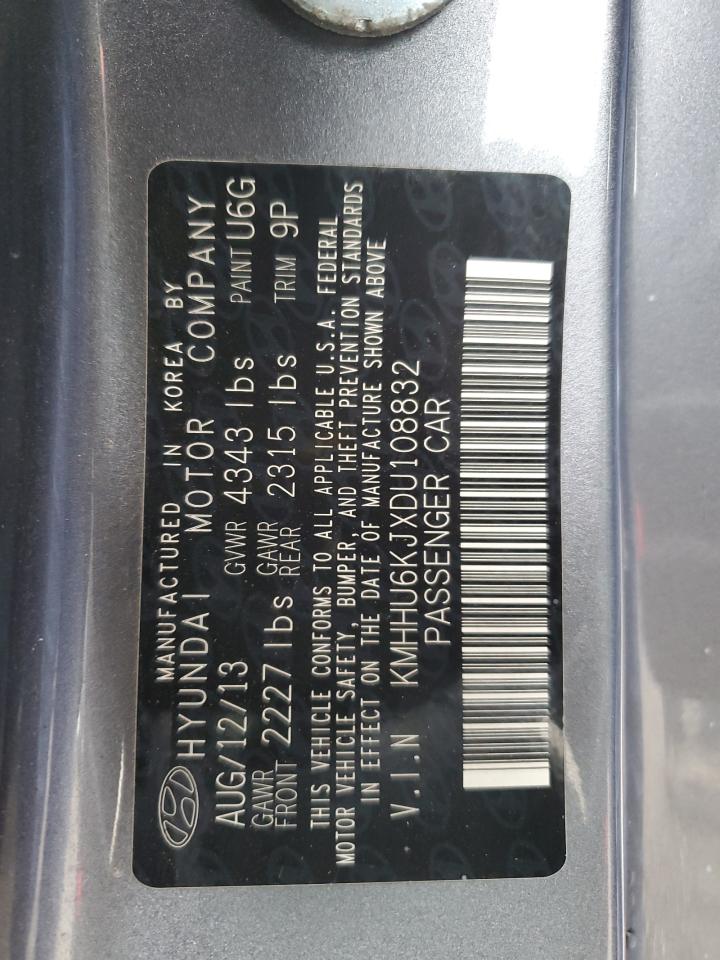 MANUFACTURED IN KOREA BY
HYUNDAI MOTOR COMPANY
AUG/12/13 GVWR 4343 lbs PAINT U6G
GAWR FRONT 2227 lbs GAWR REAR 2315 lbs TRIM 9P
THIS VEHICLE CONFORMS TO ALL APPLICABLE U.S.A. FEDERAL
MOTOR VEHICLE SAFETY, BUMPER, AND THEFT PREVENTION STANDARDS
IN EFFECT ON THE DATE OF MANUFACTURE SHOWN ABOVE
V.I.N KMHHU6KJXDU108832
PASSENGER CAR